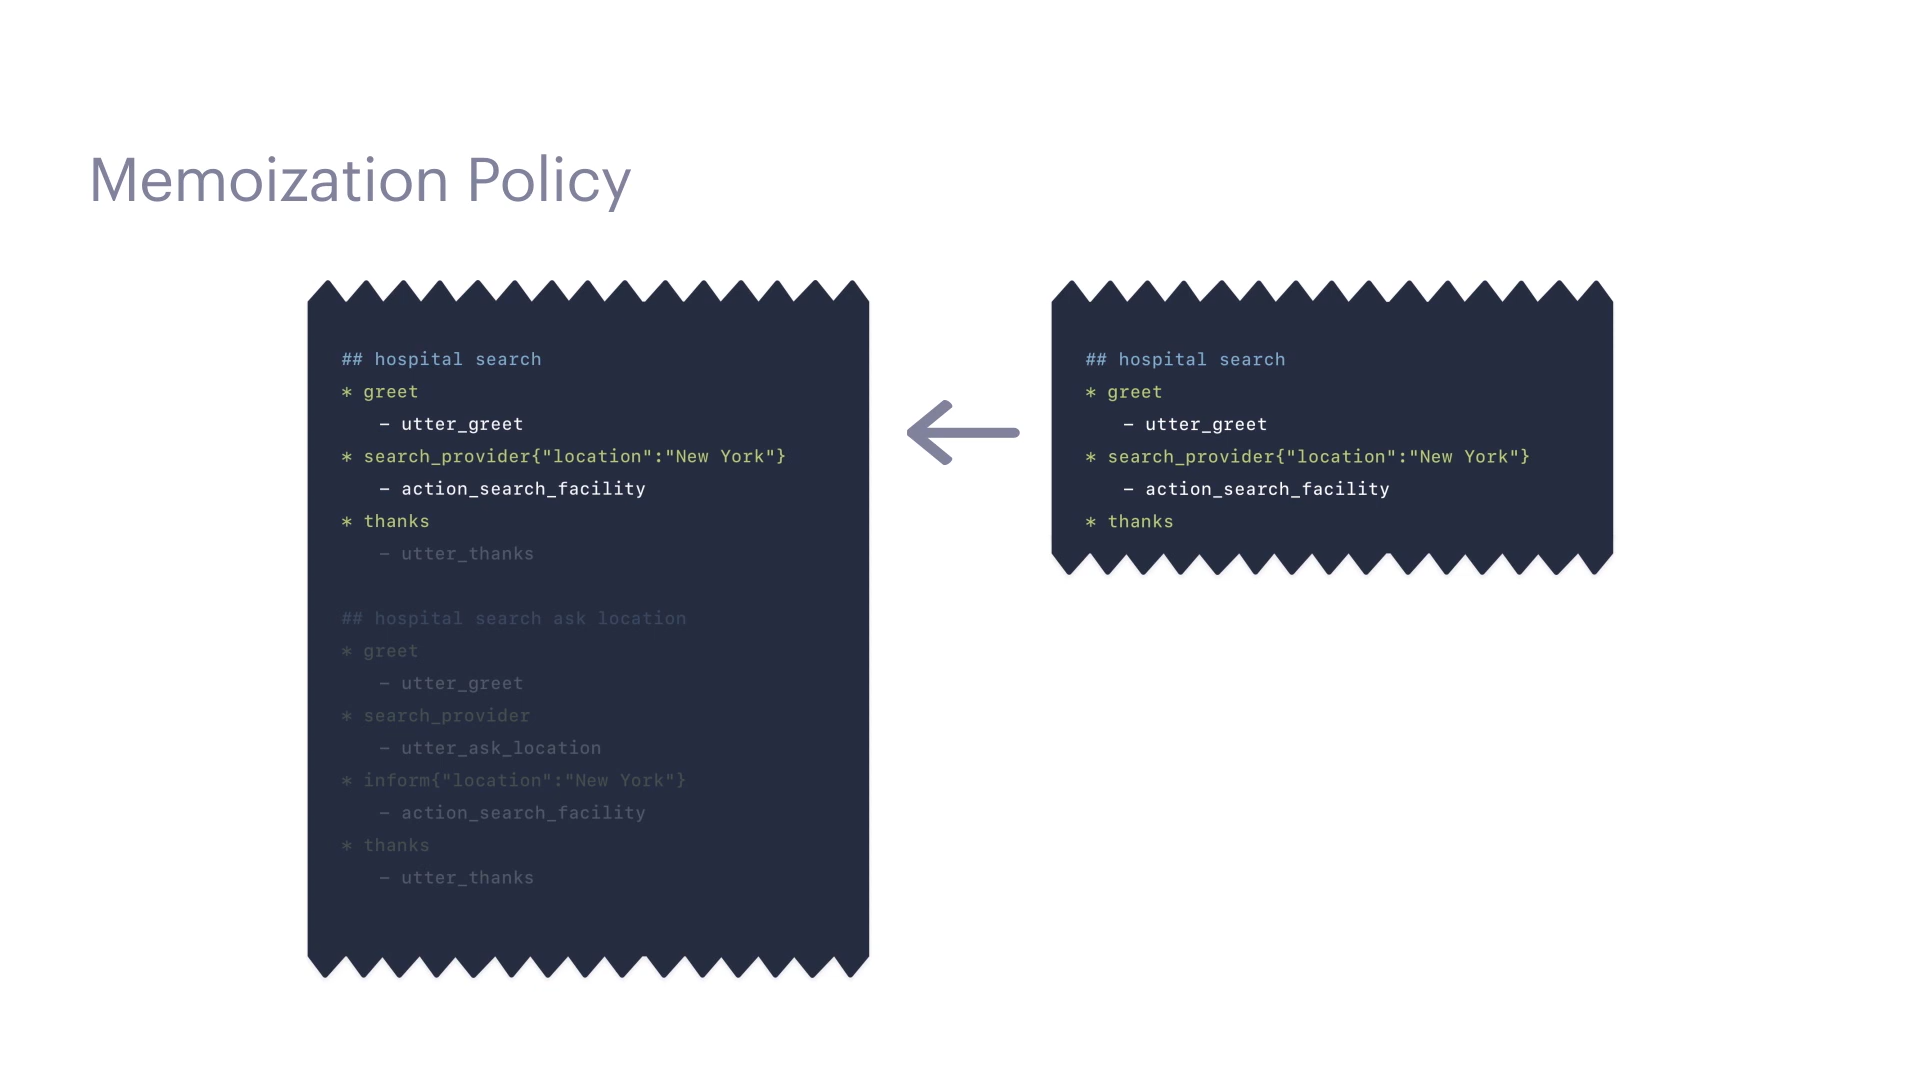 Memoization Policy
## hospital search
* greet
– utter_greet
* search_provider{"location":"New York"}
– action_search_facility
* thanks
– utter_thanks
## hospital search ask location
* greet
– utter_greet
* search_provider
– utter_ask_location
* inform{"location":"New York"}
– action_search_facility
* thanks
– utter_thanks
## hospital search
* greet
– utter_greet
* search_provider{"location":"New York"}
– action_search_facility
* thanks